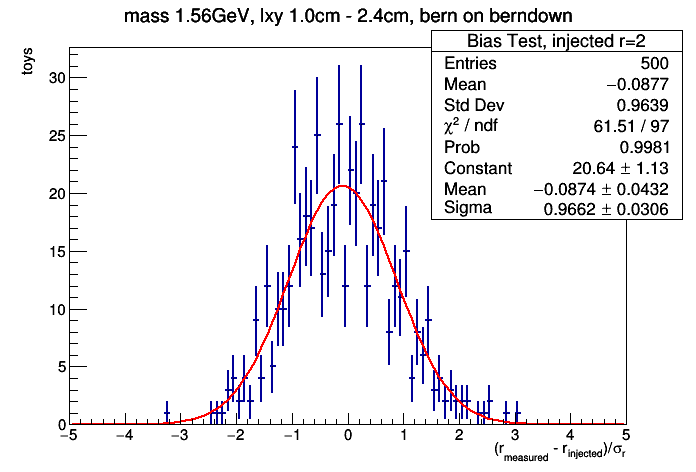 mass 1.56GeV, lxy 1.0cm - 2.4cm, bern on berndown
Bias Test, injected r=2
Entries 500
Mean −0.0877
Std Dev 0.9639
χ² / ndf 61.51 / 97
Prob 0.9981
Constant 20.64 ± 1.13
Mean −0.0874 ± 0.0432
Sigma 0.9662 ± 0.0306
toys
30
25
20
15
10
5
0
−5 −4 −3 −2 −1 0 1 2 3 4 5
(r_measured - r_injected)/σ_r